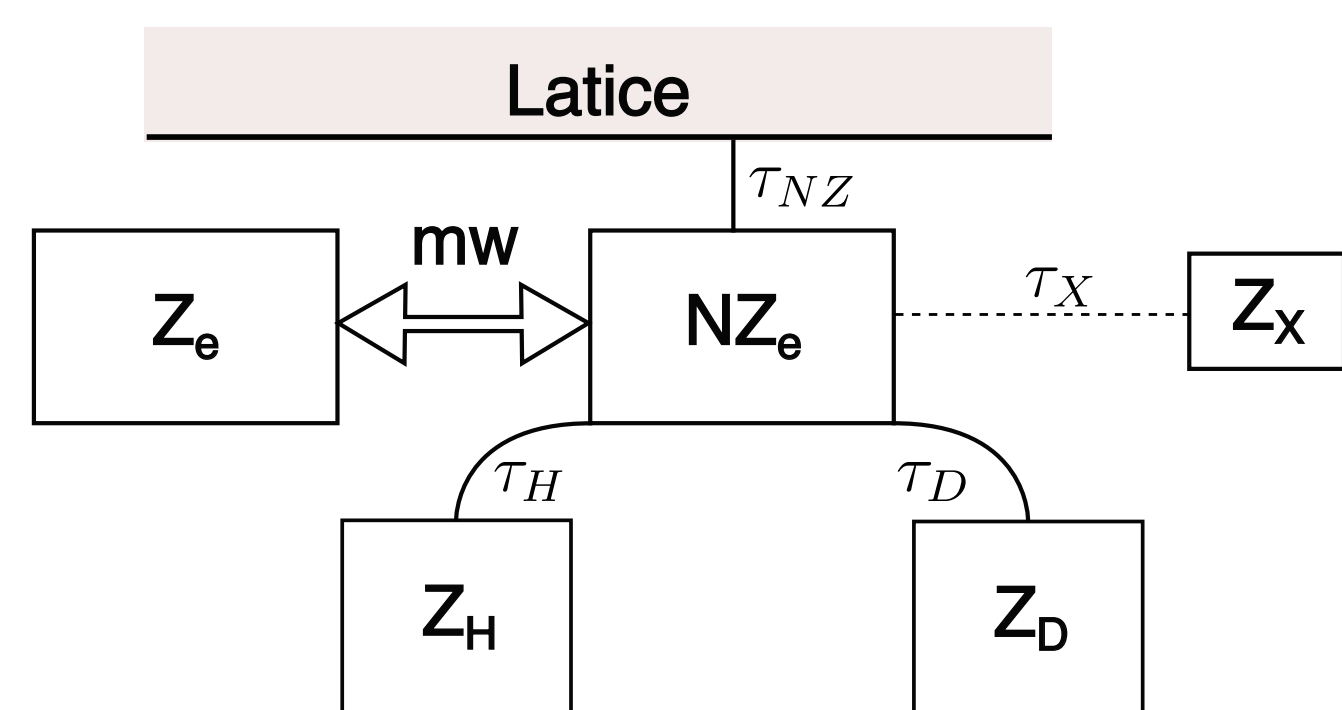 Latice
τ_NZ
mw
Z_e
NZ_e
τ_X
Z_X
τ_H
τ_D
Z_H
Z_D